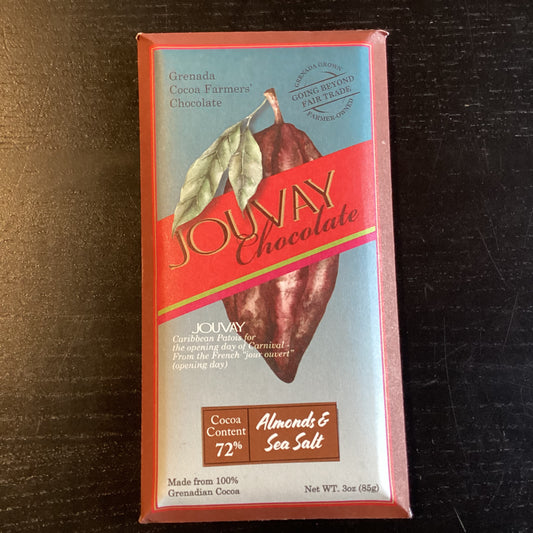 Grenada
Cocoa Farmers'
Chocolate
GRENADA GROWN
GOING BEYOND
FAIR TRADE
FARMER-OWNED
JOUVAY
Chocolate
JOUVAY
Caribbean Patois for
the opening day of Carnival -
From the French "jour ouvert"
(opening day)
Cocoa
Content
72%
Almonds &
Sea Salt
Made from 100%
Grenadian Cocoa
Net WT. 3oz (85g)